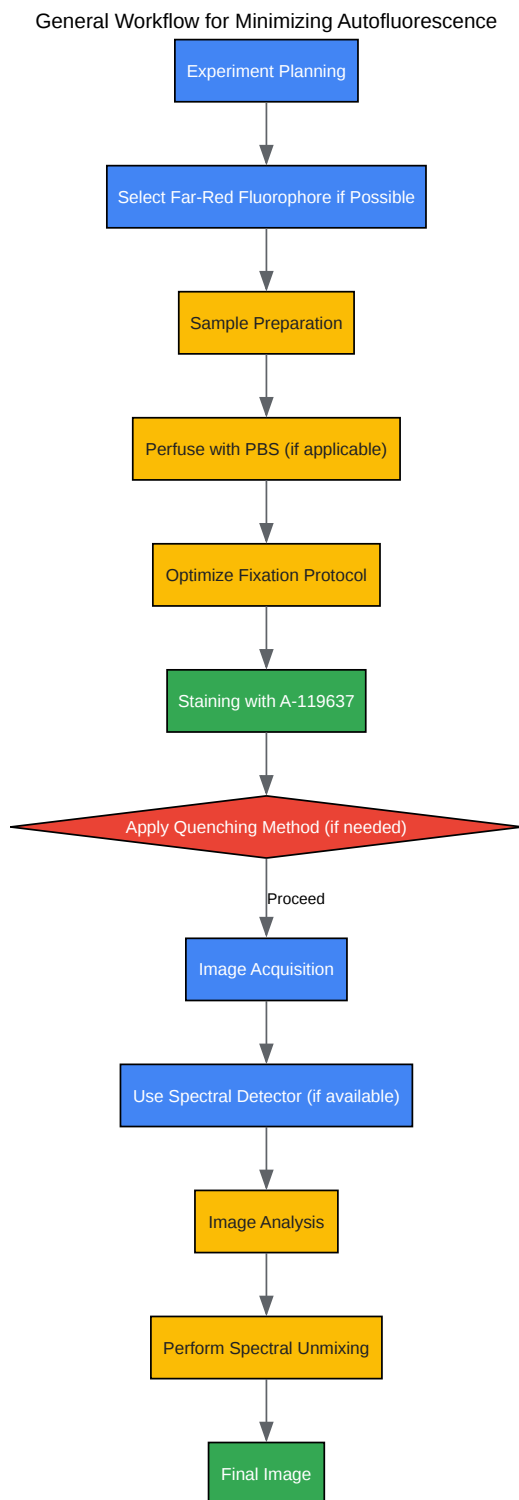 General Workflow for Minimizing Autofluorescence
Experiment Planning
Select Far-Red Fluorophore if Possible
Sample Preparation
Perfuse with PBS (if applicable)
Optimize Fixation Protocol
Staining with A-119637
Apply Quenching Method (if needed)
Proceed
Image Acquisition
Use Spectral Detector (if available)
Image Analysis
Perform Spectral Unmixing
Final Image